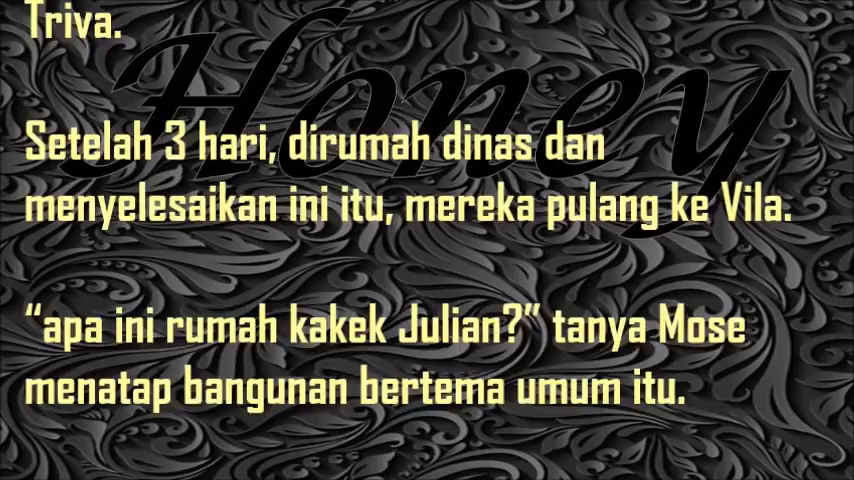 Triva.
Honey
Setelah 3 hari, dirumah dinas dan
menyelesaikan ini itu, mereka pulang ke Vila.
“apa ini rumah kakek Julian?” tanya Mose
menatap bangunan bertema umum itu.